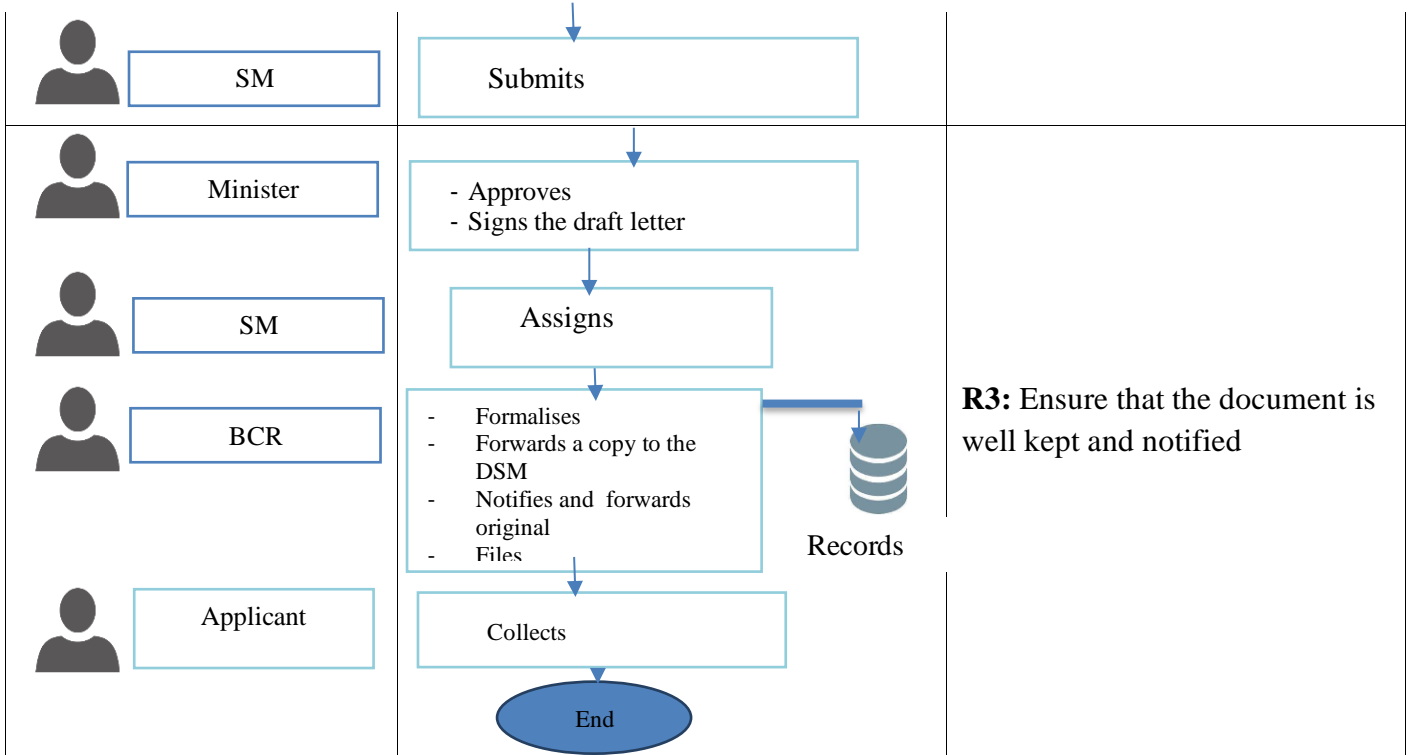 SM
Submits
Minister
- Approves
- Signs the draft letter
SM
Assigns
BCR
- Formalises
- Forwards a copy to the
DSM
- Notifies and forwards
original
- Files
Records
R3: Ensure that the document is
well kept and notified
Applicant
Collects
End